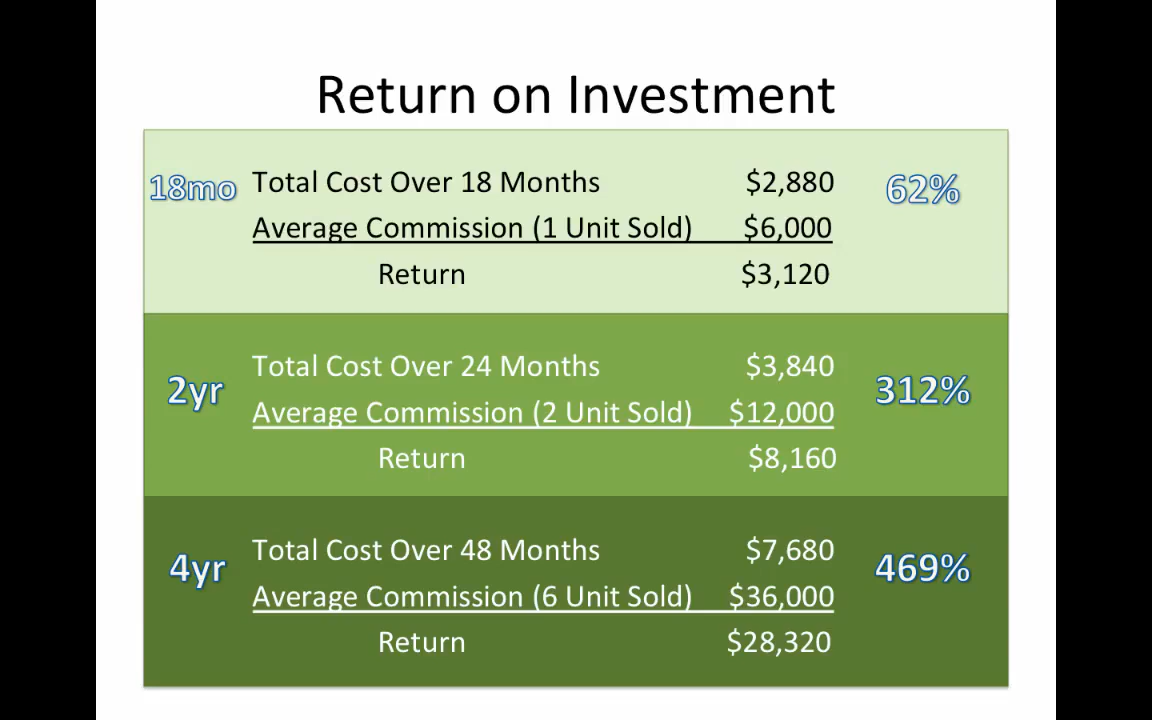 Return on Investment
18mo Total Cost Over 18 Months $2,880 62%
Average Commission (1 Unit Sold) $6,000
Return $3,120
Total Cost Over 24 Months $3,840
2yr Average Commission (2 Unit Sold) $12,000 312%
Return $8,160
Total Cost Over 48 Months $7,680
4yr Average Commission (6 Unit Sold) $36,000 469%
Return $28,320